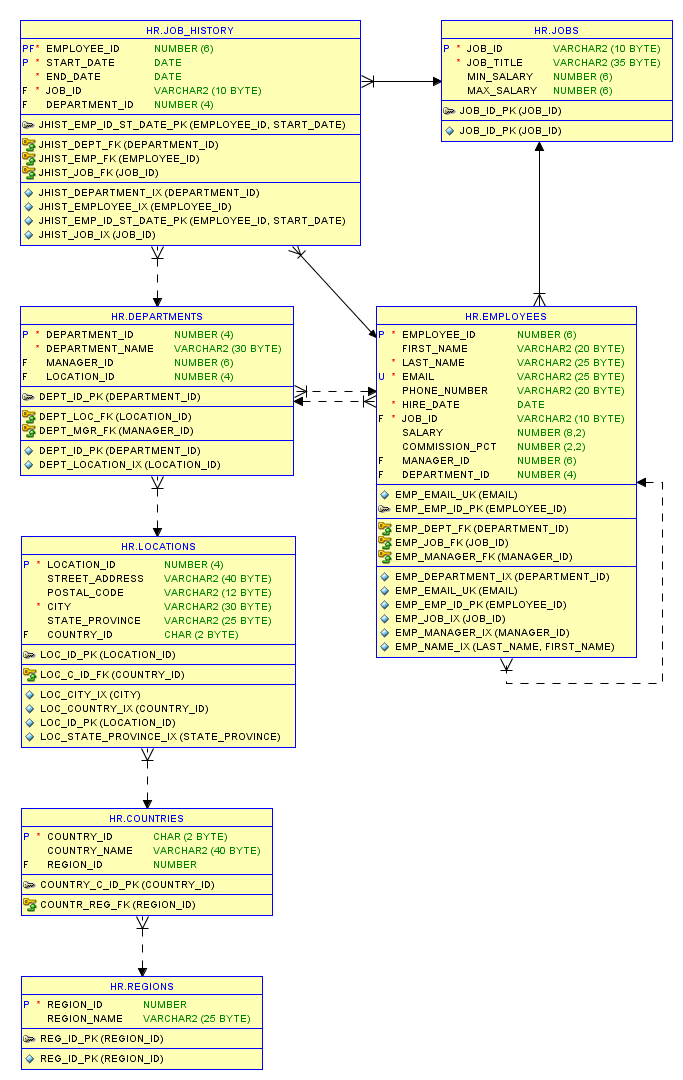 HR.JOB_HISTORY
PF* EMPLOYEE_ID NUMBER (6)
P * START_DATE DATE
* END_DATE DATE
F * JOB_ID VARCHAR2 (10 BYTE)
F DEPARTMENT_ID NUMBER (4)
JHIST_EMP_ID_ST_DATE_PK (EMPLOYEE_ID, START_DATE)
JHIST_DEPT_FK (DEPARTMENT_ID)
JHIST_EMP_FK (EMPLOYEE_ID)
JHIST_JOB_FK (JOB_ID)
JHIST_DEPARTMENT_IX (DEPARTMENT_ID)
JHIST_EMPLOYEE_IX (EMPLOYEE_ID)
JHIST_EMP_ID_ST_DATE_PK (EMPLOYEE_ID, START_DATE)
JHIST_JOB_IX (JOB_ID)
HR.JOBS
P * JOB_ID VARCHAR2 (10 BYTE)
* JOB_TITLE VARCHAR2 (35 BYTE)
MIN_SALARY NUMBER (6)
MAX_SALARY NUMBER (6)
JOB_ID_PK (JOB_ID)
JOB_ID_PK (JOB_ID)
HR.DEPARTMENTS
P * DEPARTMENT_ID NUMBER (4)
* DEPARTMENT_NAME VARCHAR2 (30 BYTE)
F MANAGER_ID NUMBER (6)
F LOCATION_ID NUMBER (4)
DEPT_ID_PK (DEPARTMENT_ID)
DEPT_LOC_FK (LOCATION_ID)
DEPT_MGR_FK (MANAGER_ID)
DEPT_ID_PK (DEPARTMENT_ID)
DEPT_LOCATION_IX (LOCATION_ID)
HR.EMPLOYEES
P * EMPLOYEE_ID NUMBER (6)
FIRST_NAME VARCHAR2 (20 BYTE)
* LAST_NAME VARCHAR2 (25 BYTE)
U * EMAIL VARCHAR2 (25 BYTE)
PHONE_NUMBER VARCHAR2 (20 BYTE)
* HIRE_DATE DATE
F * JOB_ID VARCHAR2 (10 BYTE)
SALARY NUMBER (8,2)
COMMISSION_PCT NUMBER (2,2)
F MANAGER_ID NUMBER (6)
F DEPARTMENT_ID NUMBER (4)
EMP_EMAIL_UK (EMAIL)
EMP_EMP_ID_PK (EMPLOYEE_ID)
EMP_DEPT_FK (DEPARTMENT_ID)
EMP_JOB_FK (JOB_ID)
EMP_MANAGER_FK (MANAGER_ID)
EMP_DEPARTMENT_IX (DEPARTMENT_ID)
EMP_EMAIL_UK (EMAIL)
EMP_EMP_ID_PK (EMPLOYEE_ID)
EMP_JOB_IX (JOB_ID)
EMP_MANAGER_IX (MANAGER_ID)
EMP_NAME_IX (LAST_NAME, FIRST_NAME)
HR.LOCATIONS
P * LOCATION_ID NUMBER (4)
STREET_ADDRESS VARCHAR2 (40 BYTE)
POSTAL_CODE VARCHAR2 (12 BYTE)
* CITY VARCHAR2 (30 BYTE)
STATE_PROVINCE VARCHAR2 (25 BYTE)
F COUNTRY_ID CHAR (2 BYTE)
LOC_ID_PK (LOCATION_ID)
LOC_C_ID_FK (COUNTRY_ID)
LOC_CITY_IX (CITY)
LOC_COUNTRY_IX (COUNTRY_ID)
LOC_ID_PK (LOCATION_ID)
LOC_STATE_PROVINCE_IX (STATE_PROVINCE)
HR.COUNTRIES
P * COUNTRY_ID CHAR (2 BYTE)
COUNTRY_NAME VARCHAR2 (40 BYTE)
F REGION_ID NUMBER
COUNTRY_C_ID_PK (COUNTRY_ID)
COUNTR_REG_FK (REGION_ID)
HR.REGIONS
P * REGION_ID NUMBER
REGION_NAME VARCHAR2 (25 BYTE)
REG_ID_PK (REGION_ID)
REG_ID_PK (REGION_ID)